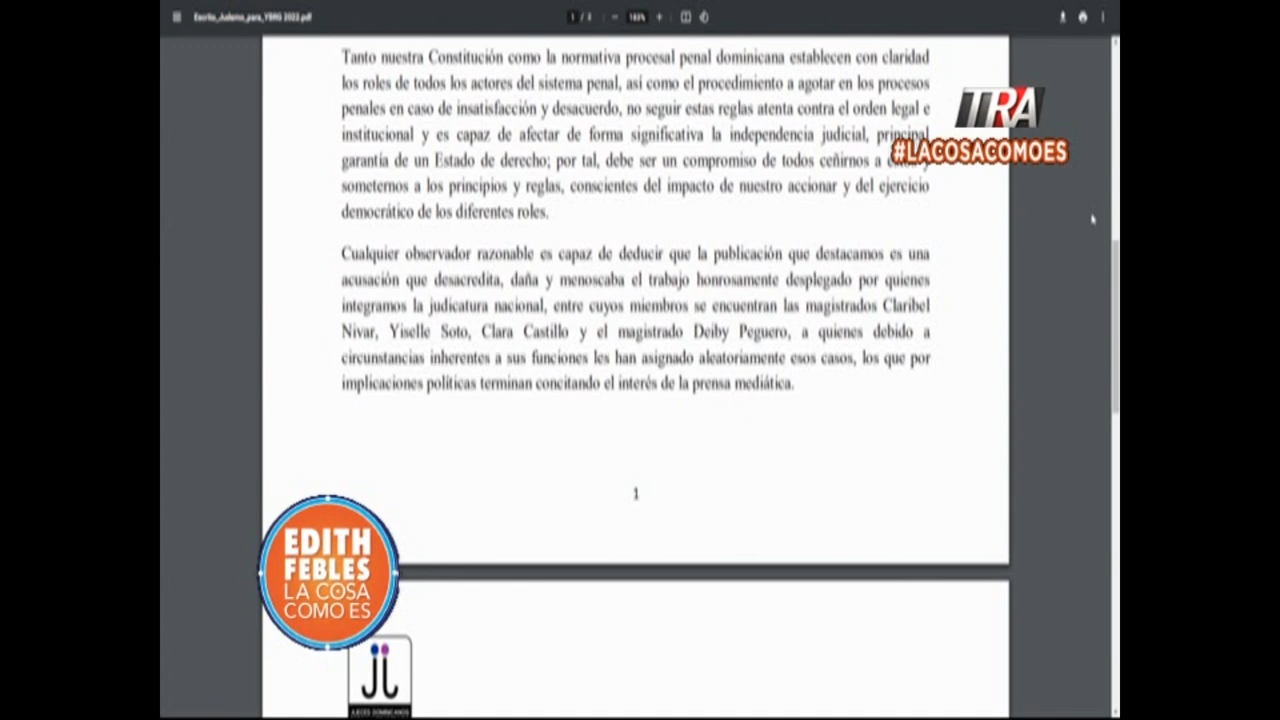 Escrito_Judemo_para_YBRG 2022.pdf
1 / 3
Tanto nuestra Constitución como la normativa procesal penal dominicana establecen con claridad
los roles de todos los actores del sistema penal, así como el procedimiento a agotar en los procesos
penales en caso de insatisfacción y desacuerdo, no seguir estas reglas atenta contra el orden legal e
institucional y es capaz de afectar de forma significativa la independencia judicial, principal
garantía de un Estado de derecho; por tal, debe ser un compromiso de todos ceñirnos a
sometemos a los principios y reglas, conscientes del impacto de nuestro accionar y del ejercicio
democrático de los diferentes roles.
TRA
#LACOSACOMOES
Cualquier observador razonable es capaz de deducir que la publicación que destacamos es una
acusación que desacredita, daña y menoscaba el trabajo honrosamente desplegado por quienes
integramos la judicatura nacional, entre cuyos miembros se encuentran las magistrados Claribel
Nivar, Yiselle Soto, Clara Castillo y el magistrado Deiby Peguero, a quienes debido a
circunstancias inherentes a sus funciones les han asignado aleatoriamente esos casos, los que por
implicaciones políticas terminan concitando el interés de la prensa mediática.
1
EDITH
FEBLES
LA COSA
COMO ES
JJ
JUECES DOMINICANOS